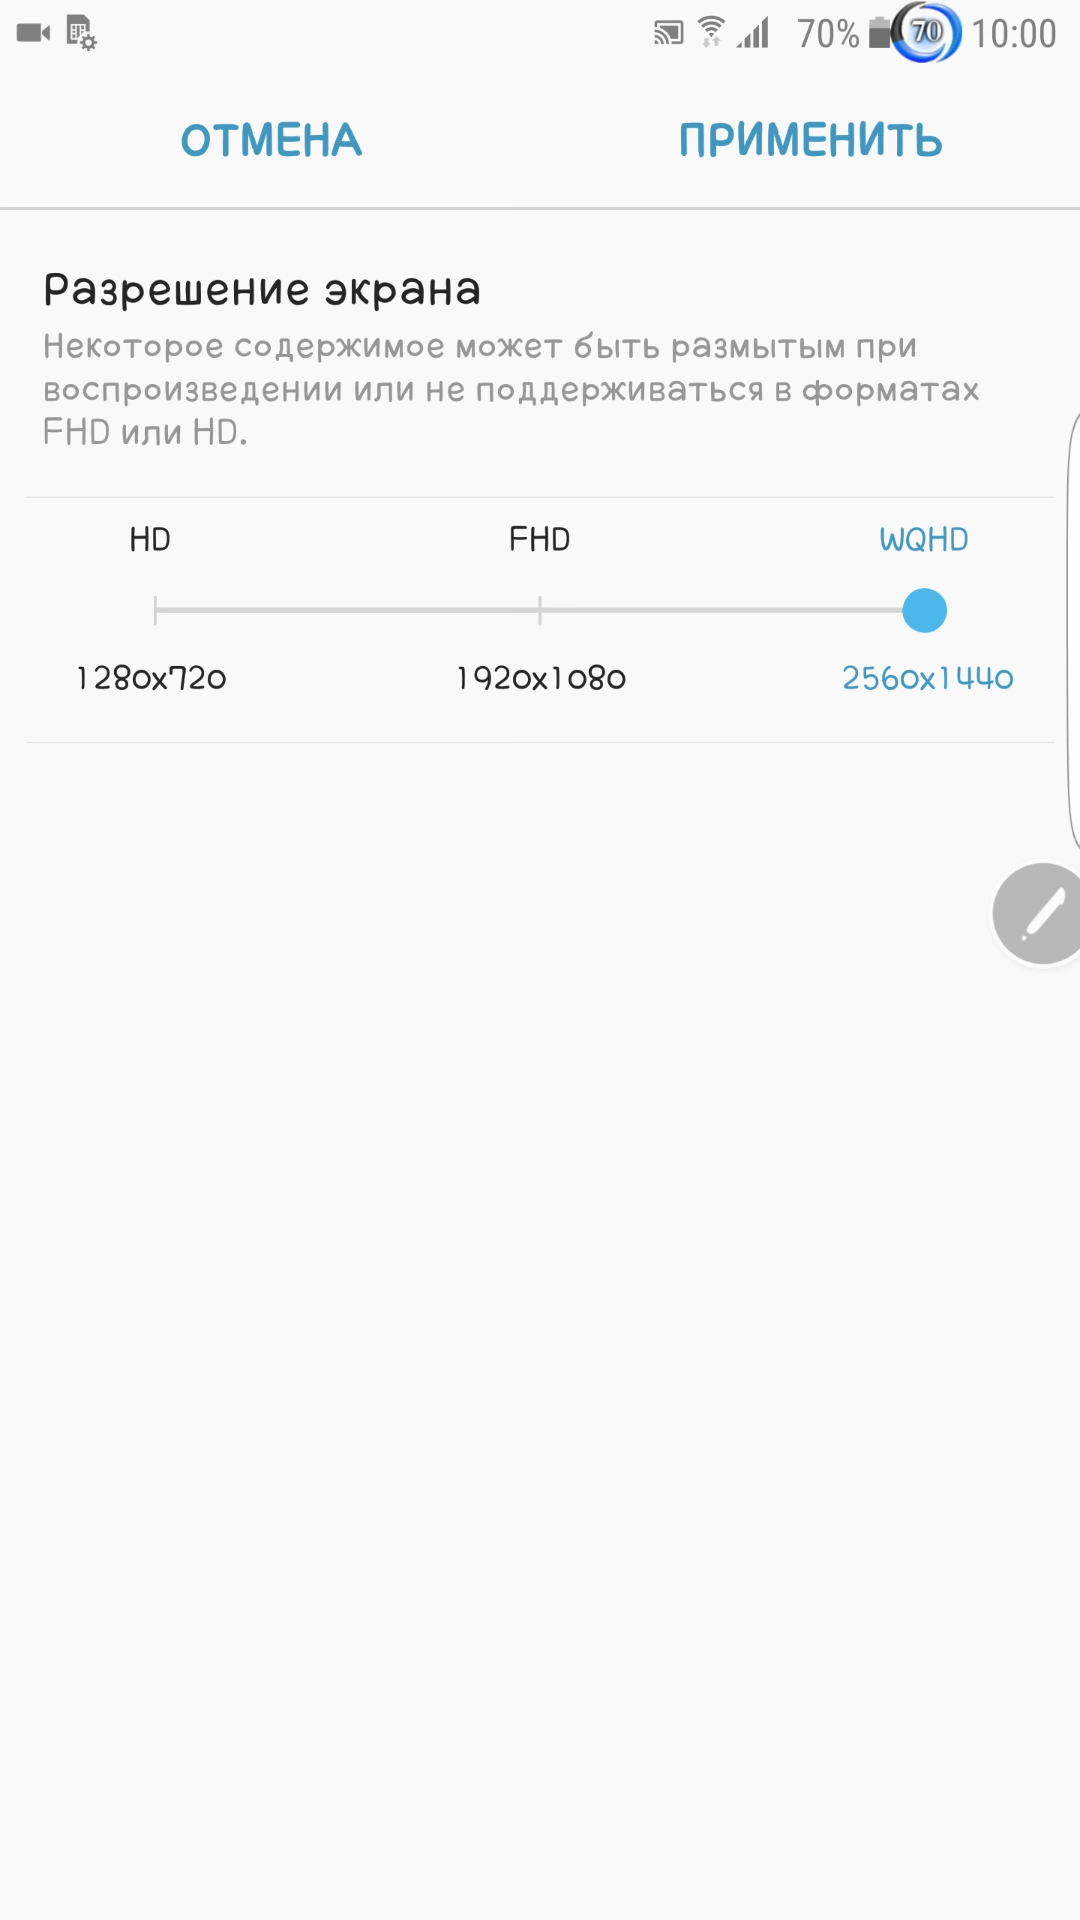 70% 70 10:00
ОТМЕНА ПРИМЕНИТЬ
Разрешение экрана
Некоторое содержимое может быть размытым при
воспроизведении или не поддерживаться в форматах
FHD или HD.
HD FHD WQHD
1280x720 1920x1080 2560x1440